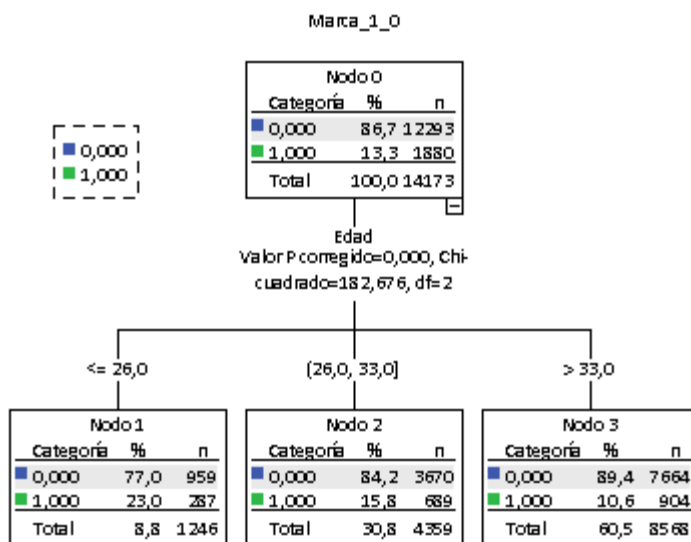 Marca_1_0
Nodo 0
Categoría % n
0,000 86,7 12293
1,000 13,3 1880
Total 100,0 14173
0,000
1,000
Edad
Valor P corregido=0,000, Chi-
cuadrado=182,676, df=2
<= 26,0
(26,0, 33,0]
> 33,0
Nodo 1
Categoría % n
0,000 77,0 959
1,000 23,0 287
Total 8,8 1246
Nodo 2
Categoría % n
0,000 84,2 3670
1,000 15,8 689
Total 30,8 4359
Nodo 3
Categoría % n
0,000 89,4 7664
1,000 10,6 904
Total 60,5 8568